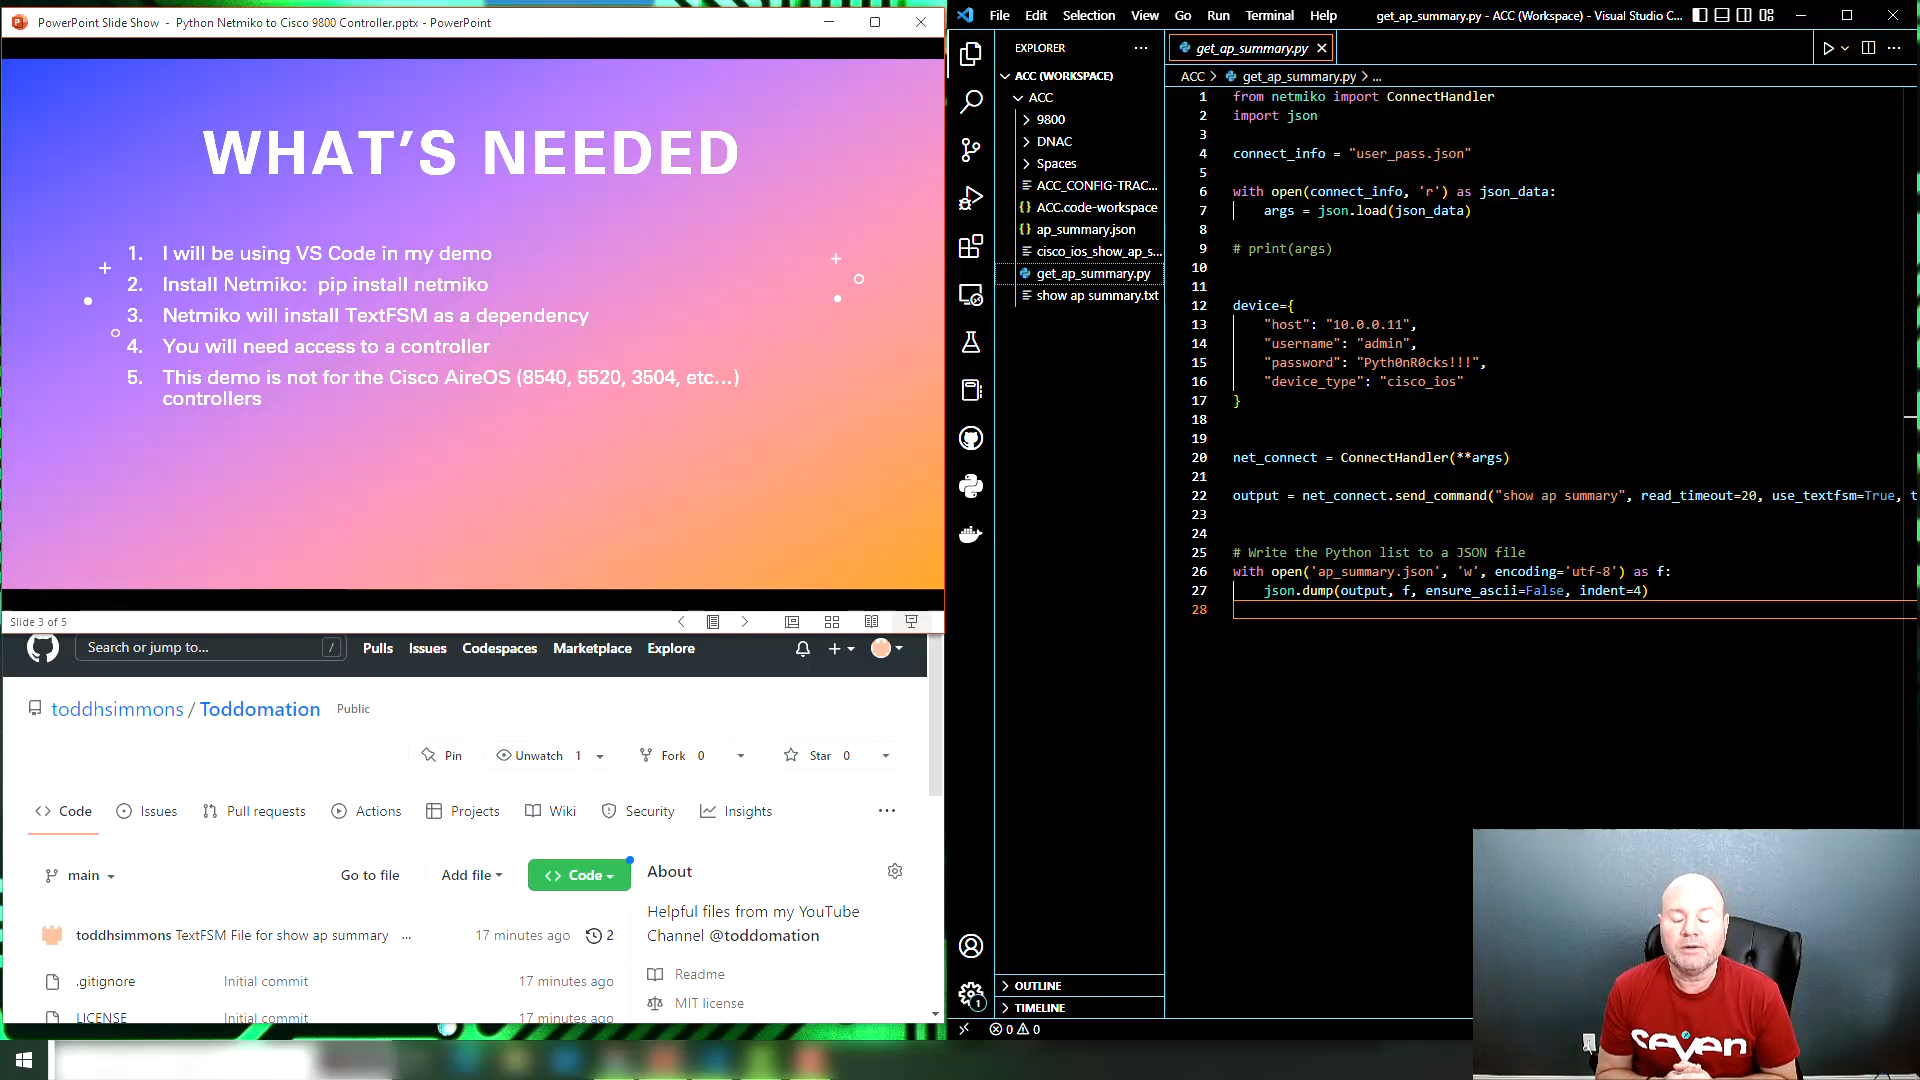 PowerPoint Slide Show - Python Netmiko to Cisco 9800 Controller.pptx - PowerPoint
WHAT'S NEEDED
1. I will be using VS Code in my demo
2. Install Netmiko: pip install netmiko
3. Netmiko will install TextFSM as a dependency
4. You will need access to a controller
5. This demo is not for the Cisco AireOS (8540, 5520, 3504, etc...)
controllers
Slide 3 of 5
Search or jump to... /
Pulls Issues Codespaces Marketplace Explore
toddhsimmons / Toddomation Public
Pin Unwatch 1 Fork 0 Star 0
Code Issues Pull requests Actions Projects Wiki Security Insights
main Go to file Add file Code
toddhsimmons TextFSM File for show ap summary ... 17 minutes ago 2
.gitignore Initial commit 17 minutes ago
LICENSE Initial commit 17 minutes ago
About
Helpful files from my YouTube
Channel @toddomation
Readme
MIT license
File Edit Selection View Go Run Terminal Help get_ap_summary.py - ACC (Workspace) - Visual Studio C...
EXPLORER
ACC (WORKSPACE)
ACC
9800
DNAC
Spaces
ACC_CONFIG-TRAC...
{} ACC.code-workspace
{} ap_summary.json
cisco_ios_show_ap_s...
get_ap_summary.py
show ap summary.txt
OUTLINE
TIMELINE
1
0 0
get_ap_summary.py
ACC > get_ap_summary.py > ...
1 from netmiko import ConnectHandler
2 import json
3
4 connect_info = "user_pass.json"
5
6 with open(connect_info, 'r') as json_data:
7 args = json.load(json_data)
8
9 # print(args)
10
11
12 device={
13 "host": "10.0.0.11",
14 "username": "admin",
15 "password": "Pyth0nR0cks!!!",
16 "device_type": "cisco_ios"
17 }
18
19
20 net_connect = ConnectHandler(**args)
21
22 output = net_connect.send_command("show ap summary", read_timeout=20, use_textfsm=True, t
23
24
25 # Write the Python list to a JSON file
26 with open('ap_summary.json', 'w', encoding='utf-8') as f:
27 json.dump(output, f, ensure_ascii=False, indent=4)
28
seven